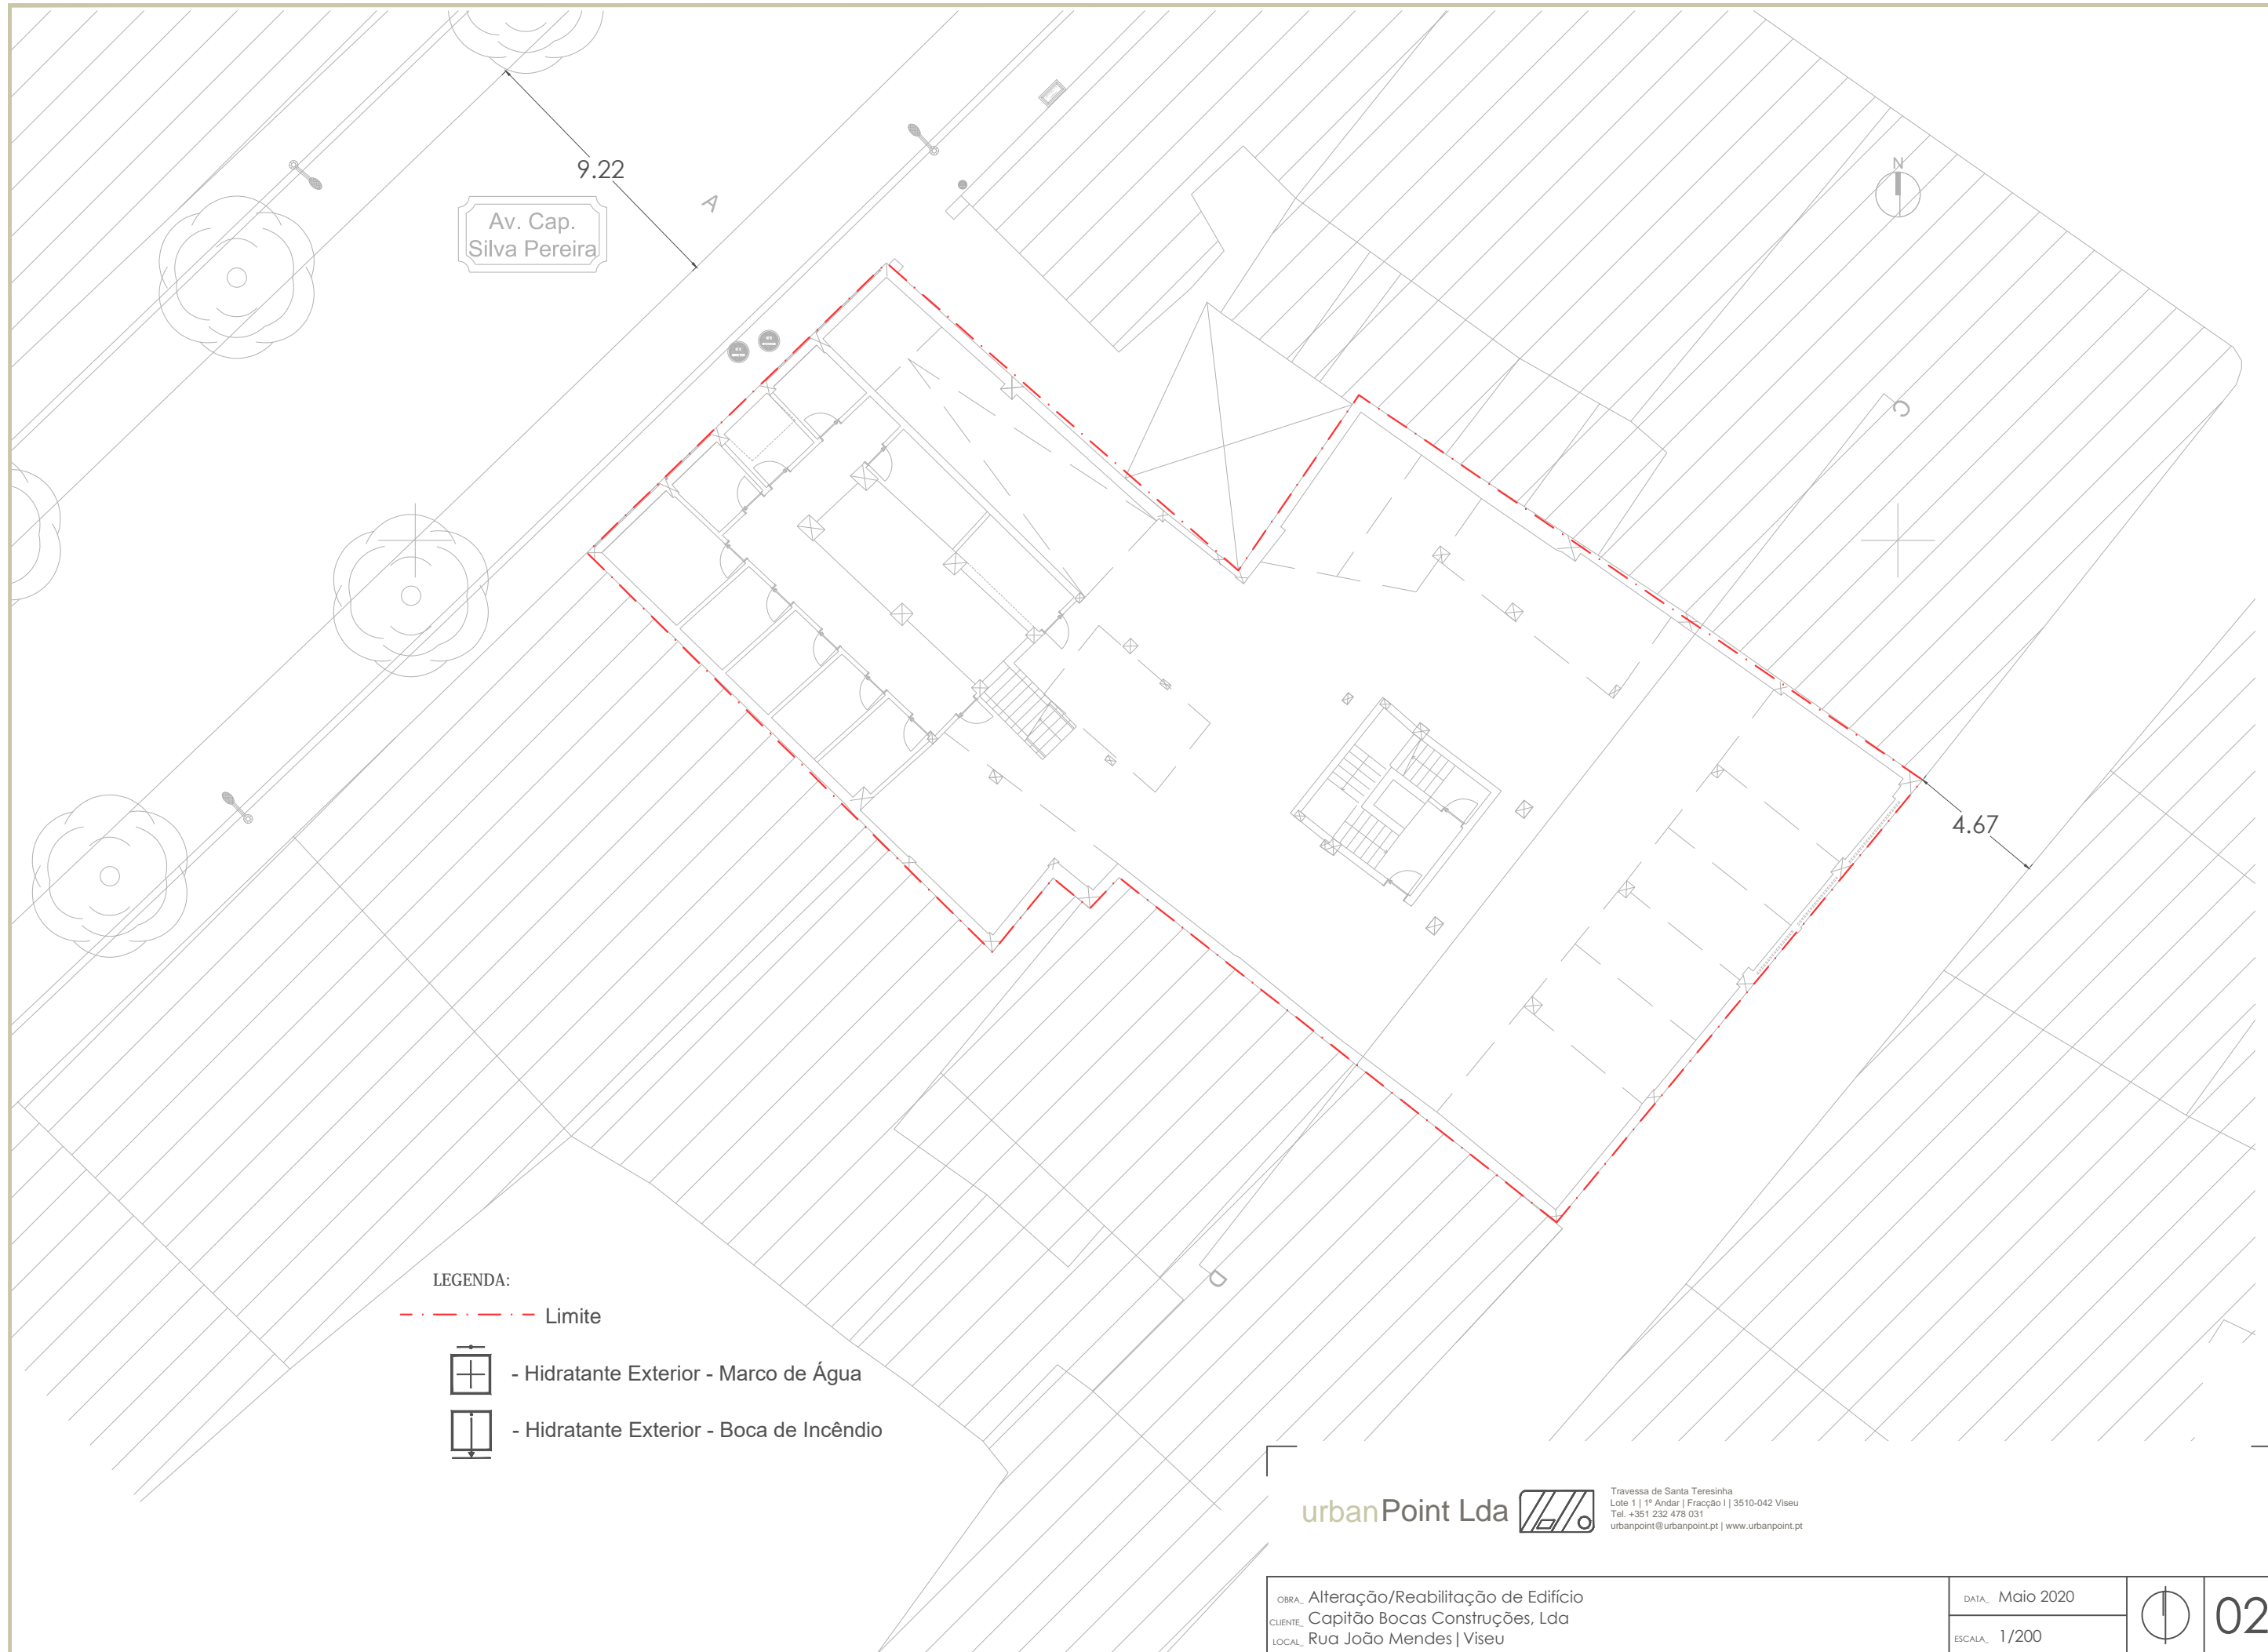 9.22
A
Av. Cap.
Silva Pereira
N
C
4.67
D
LEGENDA:
Limite
- Hidratante Exterior - Marco de Água
- Hidratante Exterior - Boca de Incêndio
urbanPoint Lda
Travessa de Santa Teresinha
Lote 1 | 1º Andar | Fracção I | 3510-042 Viseu
Tel. +351 232 478 031
urbanpoint@urbanpoint.pt | www.urbanpoint.pt
OBRA_ Alteração/Reabilitação de Edifício
CLIENTE_ Capitão Bocas Construções, Lda
LOCAL_ Rua João Mendes | Viseu
DATA_ Maio 2020
ESCALA_ 1/200
02